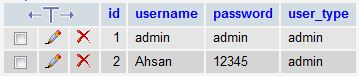 id username password user_type
1 admin admin admin
2 Ahsan 12345 admin